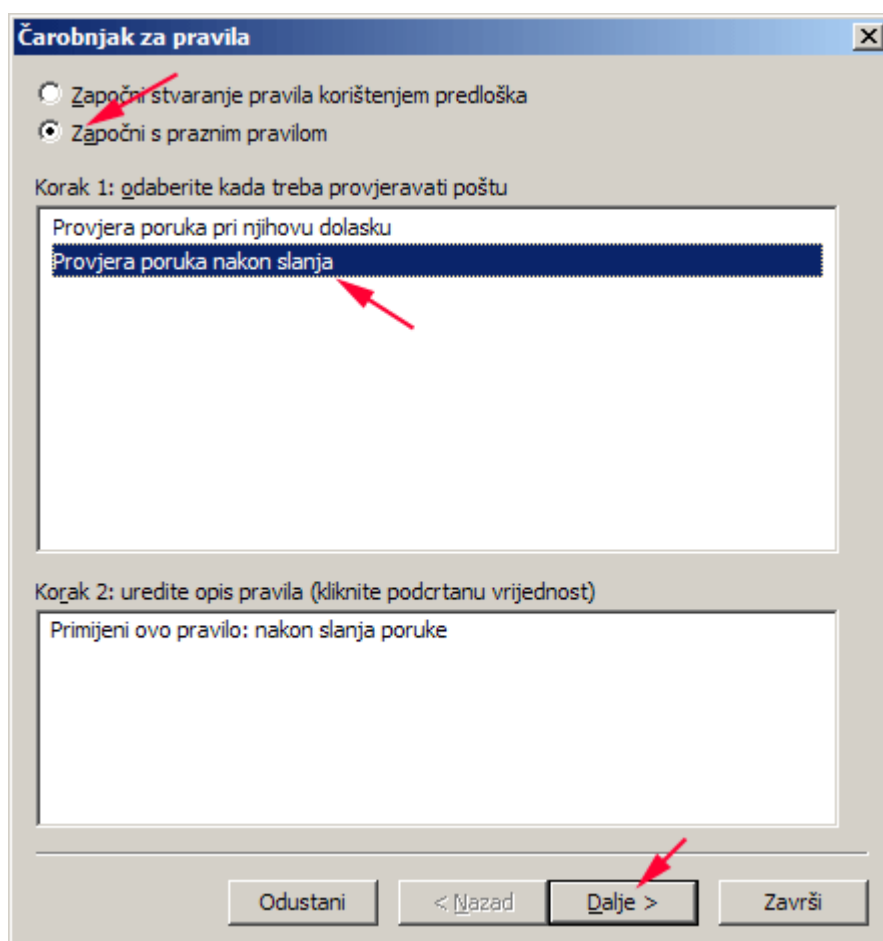 Čarobnjak za pravila
Započni stvaranje pravila korištenjem predloška
Započni s praznim pravilom
Korak 1: odaberite kada treba provjeravati poštu
Provjera poruka pri njihovu dolasku
Provjera poruka nakon slanja
Korak 2: uredite opis pravila (kliknite podcrtanu vrijednost)
Primijeni ovo pravilo: nakon slanja poruke
Odustani < Nazad Dalje > Završi